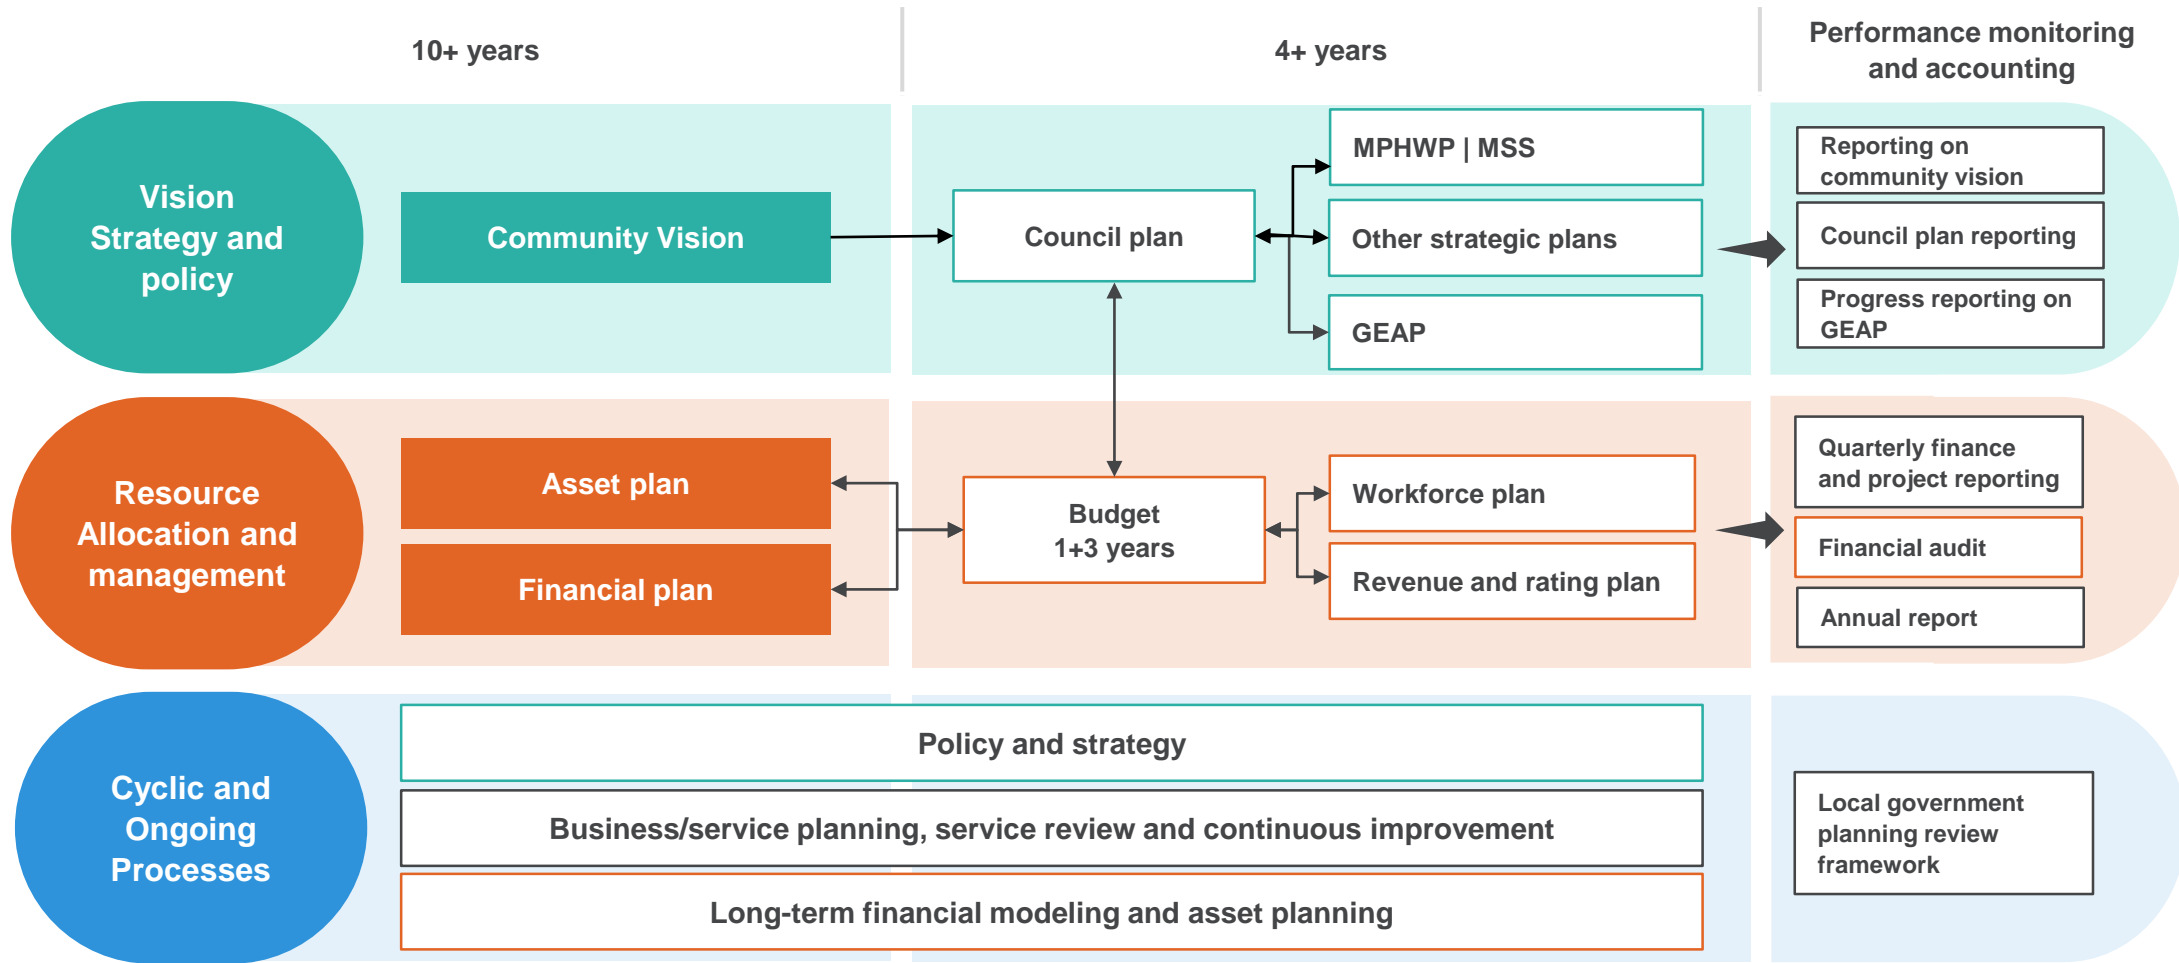 10+ years
4+ years
Performance monitoring
and accounting
Vision
Strategy and
policy
Community Vision
Council plan
MPHWP | MSS
Other strategic plans
GEAP
Reporting on
community vision
Council plan reporting
Progress reporting on
GEAP
Resource
Allocation and
management
Asset plan
Financial plan
Budget
1+3 years
Workforce plan
Revenue and rating plan
Quarterly finance
and project reporting
Financial audit
Annual report
Cyclic and
Ongoing
Processes
Policy and strategy
Business/service planning, service review and continuous improvement
Long-term financial modeling and asset planning
Local government
planning review
framework